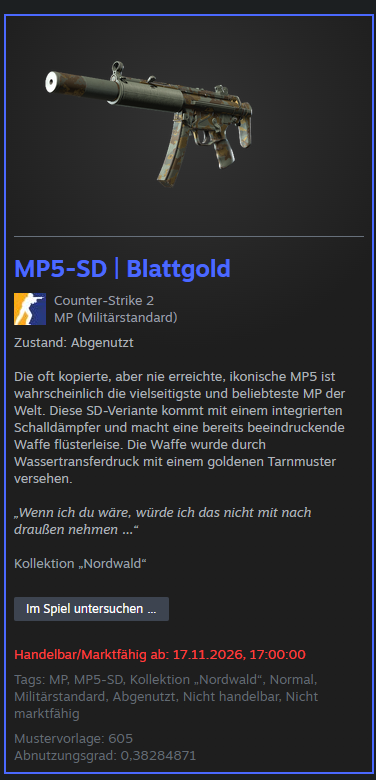 MP5-SD | Blattgold
Counter-Strike 2
MP (Militärstandard)
Zustand: Abgenutzt
Die oft kopierte, aber nie erreichte, ikonische MP5 ist
wahrscheinlich die vielseitigste und beliebteste MP der
Welt. Diese SD-Variante kommt mit einem integrierten
Schalldämpfer und macht eine bereits beeindruckende
Waffe flüsterleise. Die Waffe wurde durch
Wassertransferdruck mit einem goldenen Tarnmuster
versehen.
„Wenn ich du wäre, würde ich das nicht mit nach
draußen nehmen ...“
Kollektion „Nordwald“
Im Spiel untersuchen ...
Handelbar/Marktfähig ab: 17.11.2026, 17:00:00
Tags: MP, MP5-SD, Kollektion „Nordwald“, Normal,
Militärstandard, Abgenutzt, Nicht handelbar, Nicht
marktfähig
Mustervorlage: 605
Abnutzungsgrad: 0,38284871